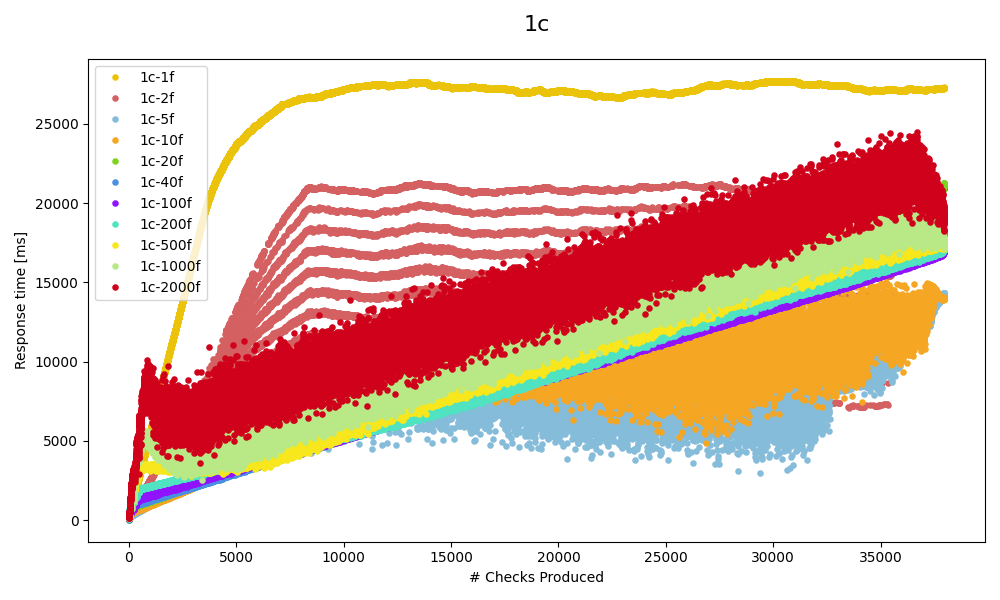 1c
1c-1f
1c-2f
1c-5f
1c-10f
1c-20f
1c-40f
1c-100f
1c-200f
1c-500f
1c-1000f
1c-2000f
Response time [ms]
25000
20000
15000
10000
5000
0
0 5000 10000 15000 20000 25000 30000 35000
# Checks Produced